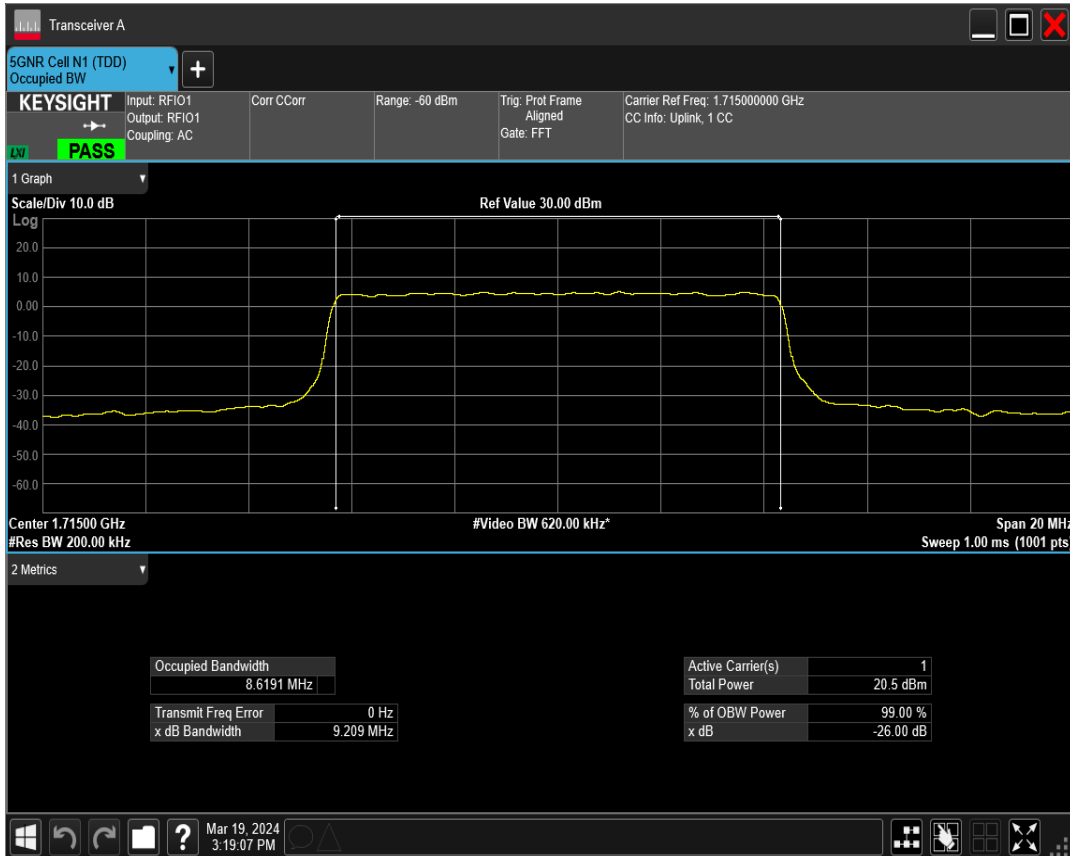 Transceiver A
5GNR Cell N1 (TDD)
Occupied BW
+
KEYSIGHT
LXI
PASS
Input: RFIO1
Output: RFIO1
Coupling: AC
Corr CCorr
Range: -60 dBm
Trig: Prot Frame
Aligned
Gate: FFT
Carrier Ref Freq: 1.715000000 GHz
CC Info: Uplink, 1 CC
1 Graph
Scale/Div 10.0 dB
Ref Value 30.00 dBm
Log
20.0
10.0
0.00
-10.0
-20.0
-30.0
-40.0
-50.0
-60.0
Center 1.71500 GHz
#Video BW 620.00 kHz*
Span 20 MHz
#Res BW 200.00 kHz
Sweep 1.00 ms (1001 pts)
2 Metrics
Occupied Bandwidth
8.6191 MHz
Transmit Freq Error 0 Hz
x dB Bandwidth 9.209 MHz
Active Carrier(s) 1
Total Power 20.5 dBm
% of OBW Power 99.00 %
x dB -26.00 dB
?
Mar 19, 2024
3:19:07 PM